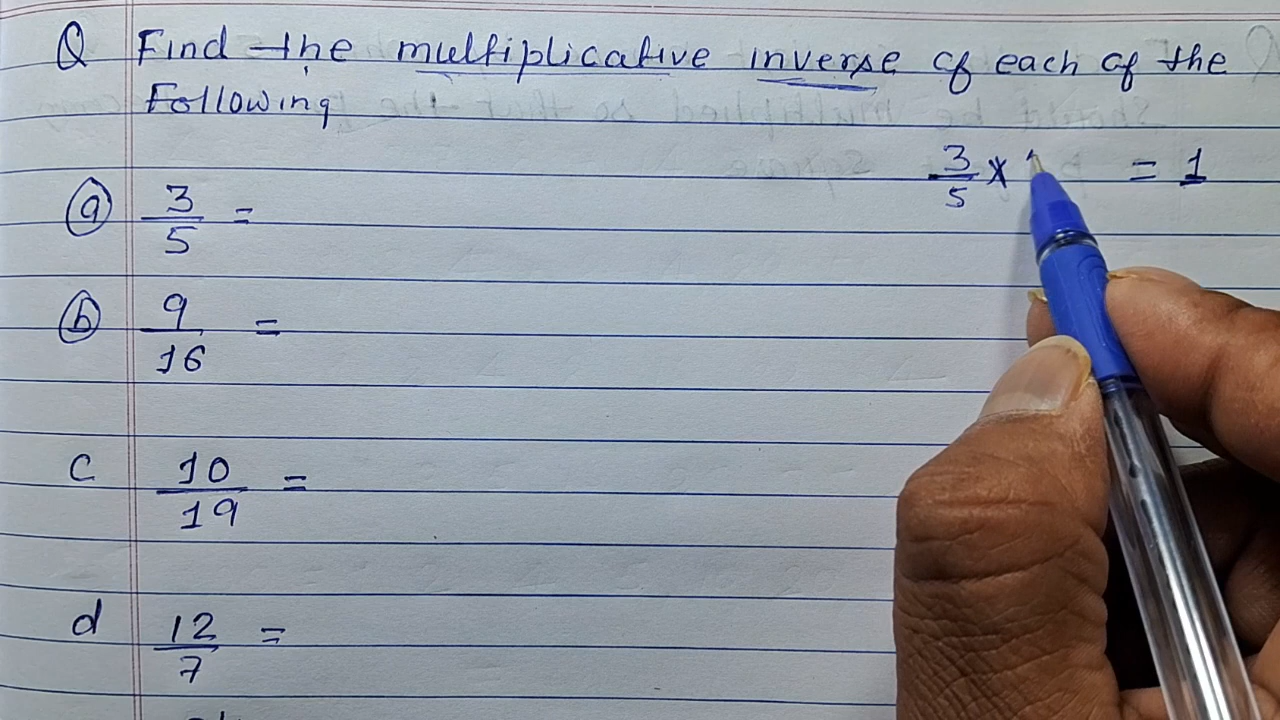 Q Find the multiplicative inverse of each of the
Following
3/5 × = 1
a 3/5 =
b 9/16 =
c 10/19 =
d 12/7 =